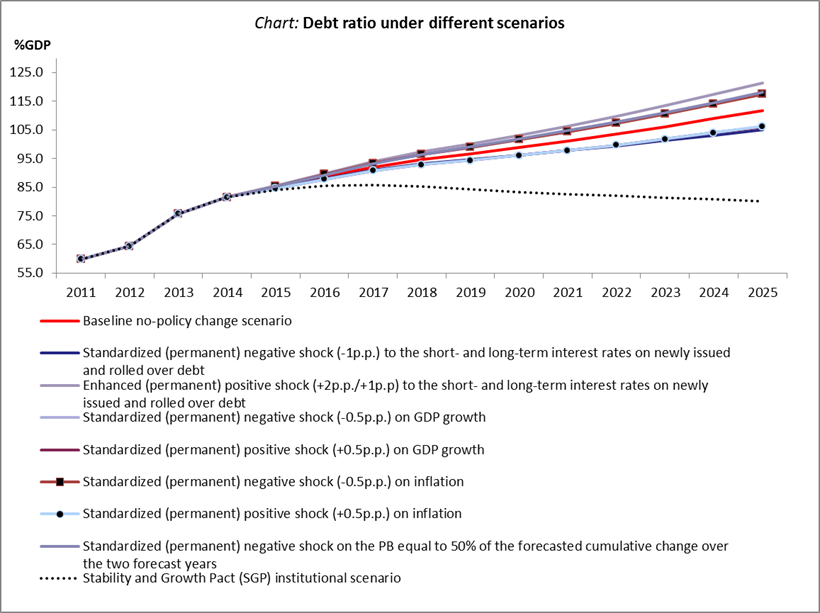 Chart: Debt ratio under different scenarios
%GDP
125.0
115.0
105.0
95.0
85.0
75.0
65.0
55.0
2011 2012 2013 2014 2015 2016 2017 2018 2019 2020 2021 2022 2023 2024 2025
Baseline no-policy change scenario
Standardized (permanent) negative shock (-1p.p.) to the short- and long-term interest rates on newly issued
and rolled over debt
Enhanced (permanent) positive shock (+2p.p./+1p.p) to the short- and long-term interest rates on newly
issued and rolled over debt
Standardized (permanent) negative shock (-0.5p.p.) on GDP growth
Standardized (permanent) positive shock (+0.5p.p.) on GDP growth
Standardized (permanent) negative shock (-0.5p.p.) on inflation
Standardized (permanent) positive shock (+0.5p.p.) on inflation
Standardized (permanent) negative shock on the PB equal to 50% of the forecasted cumulative change over
the two forecast years
Stability and Growth Pact (SGP) institutional scenario